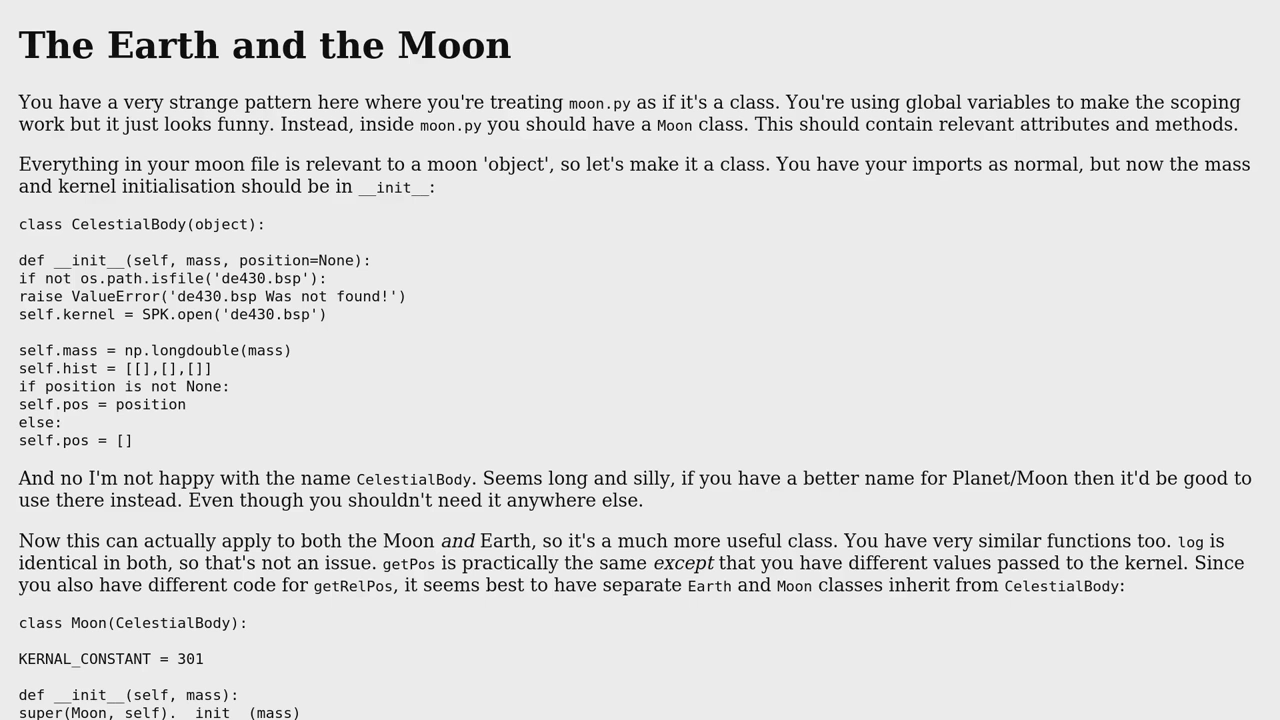 The Earth and the Moon
You have a very strange pattern here where you're treating moon.py as if it's a class. You're using global variables to make the scoping
work but it just looks funny. Instead, inside moon.py you should have a Moon class. This should contain relevant attributes and methods.
Everything in your moon file is relevant to a moon 'object', so let's make it a class. You have your imports as normal, but now the mass
and kernel initialisation should be in __init__:
class CelestialBody(object):
def __init__(self, mass, position=None):
if not os.path.isfile('de430.bsp'):
raise ValueError('de430.bsp Was not found!')
self.kernel = SPK.open('de430.bsp')
self.mass = np.longdouble(mass)
self.hist = [[],[],[]]
if position is not None:
self.pos = position
else:
self.pos = []
And no I'm not happy with the name CelestialBody. Seems long and silly, if you have a better name for Planet/Moon then it'd be good to
use there instead. Even though you shouldn't need it anywhere else.
Now this can actually apply to both the Moon and Earth, so it's a much more useful class. You have very similar functions too. log is
identical in both, so that's not an issue. getPos is practically the same except that you have different values passed to the kernel. Since
you also have different code for getRelPos, it seems best to have separate Earth and Moon classes inherit from CelestialBody:
class Moon(CelestialBody):
KERNAL_CONSTANT = 301
def __init__(self, mass):
super(Moon, self).__init__(mass)